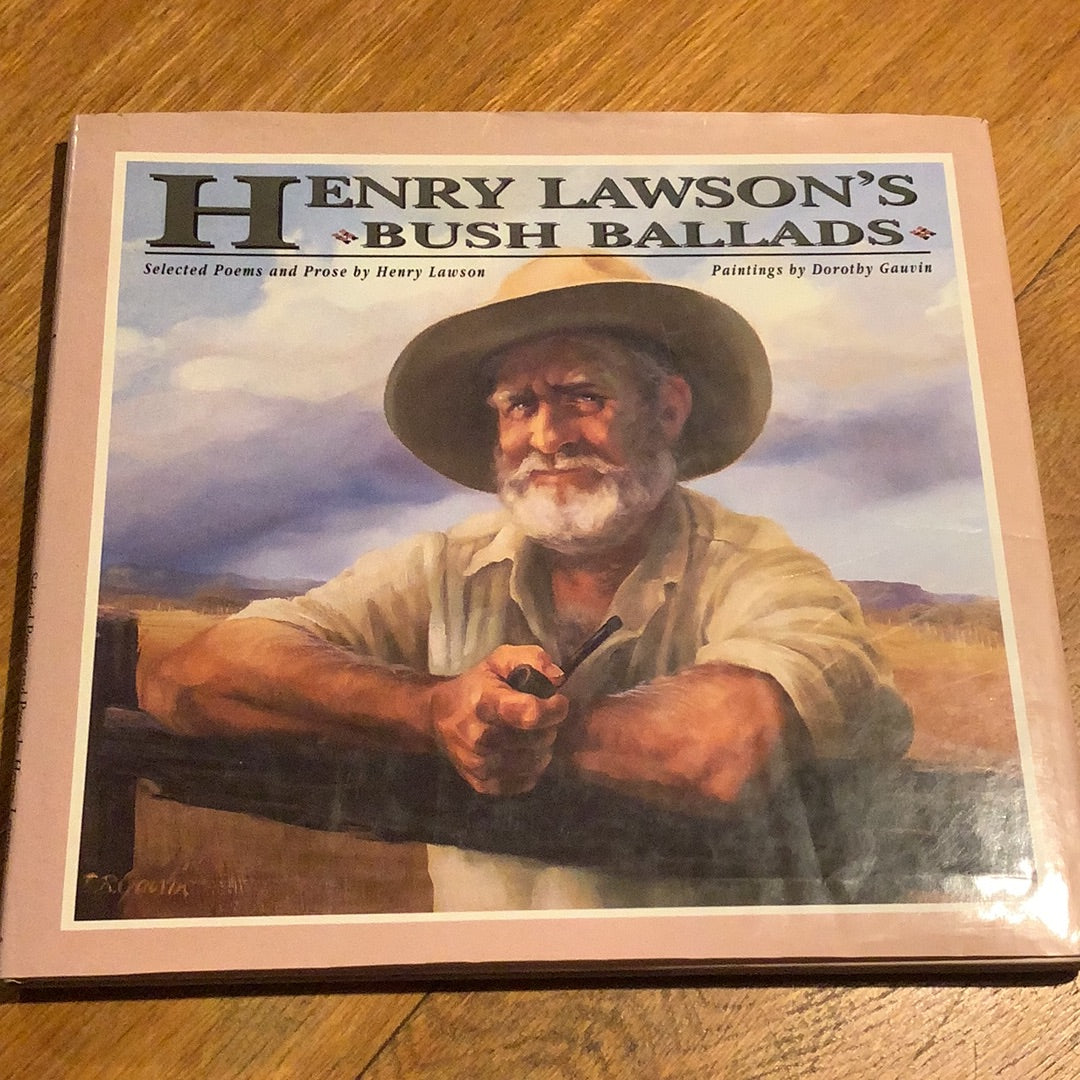 HENRY LAWSON'S
BUSH BALLADS
Selected Poems and Prose by Henry Lawson
Paintings by Dorothy Gauvin